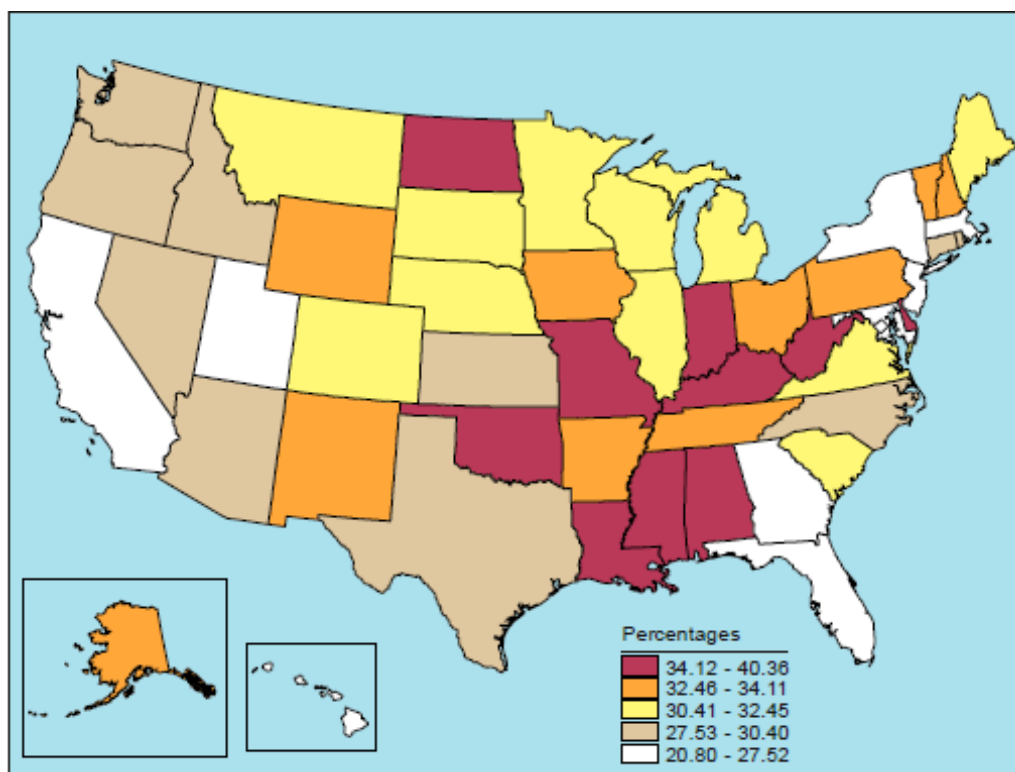 Percentages
34.12 - 40.36
32.46 - 34.11
30.41 - 32.45
27.53 - 30.40
20.80 - 27.52